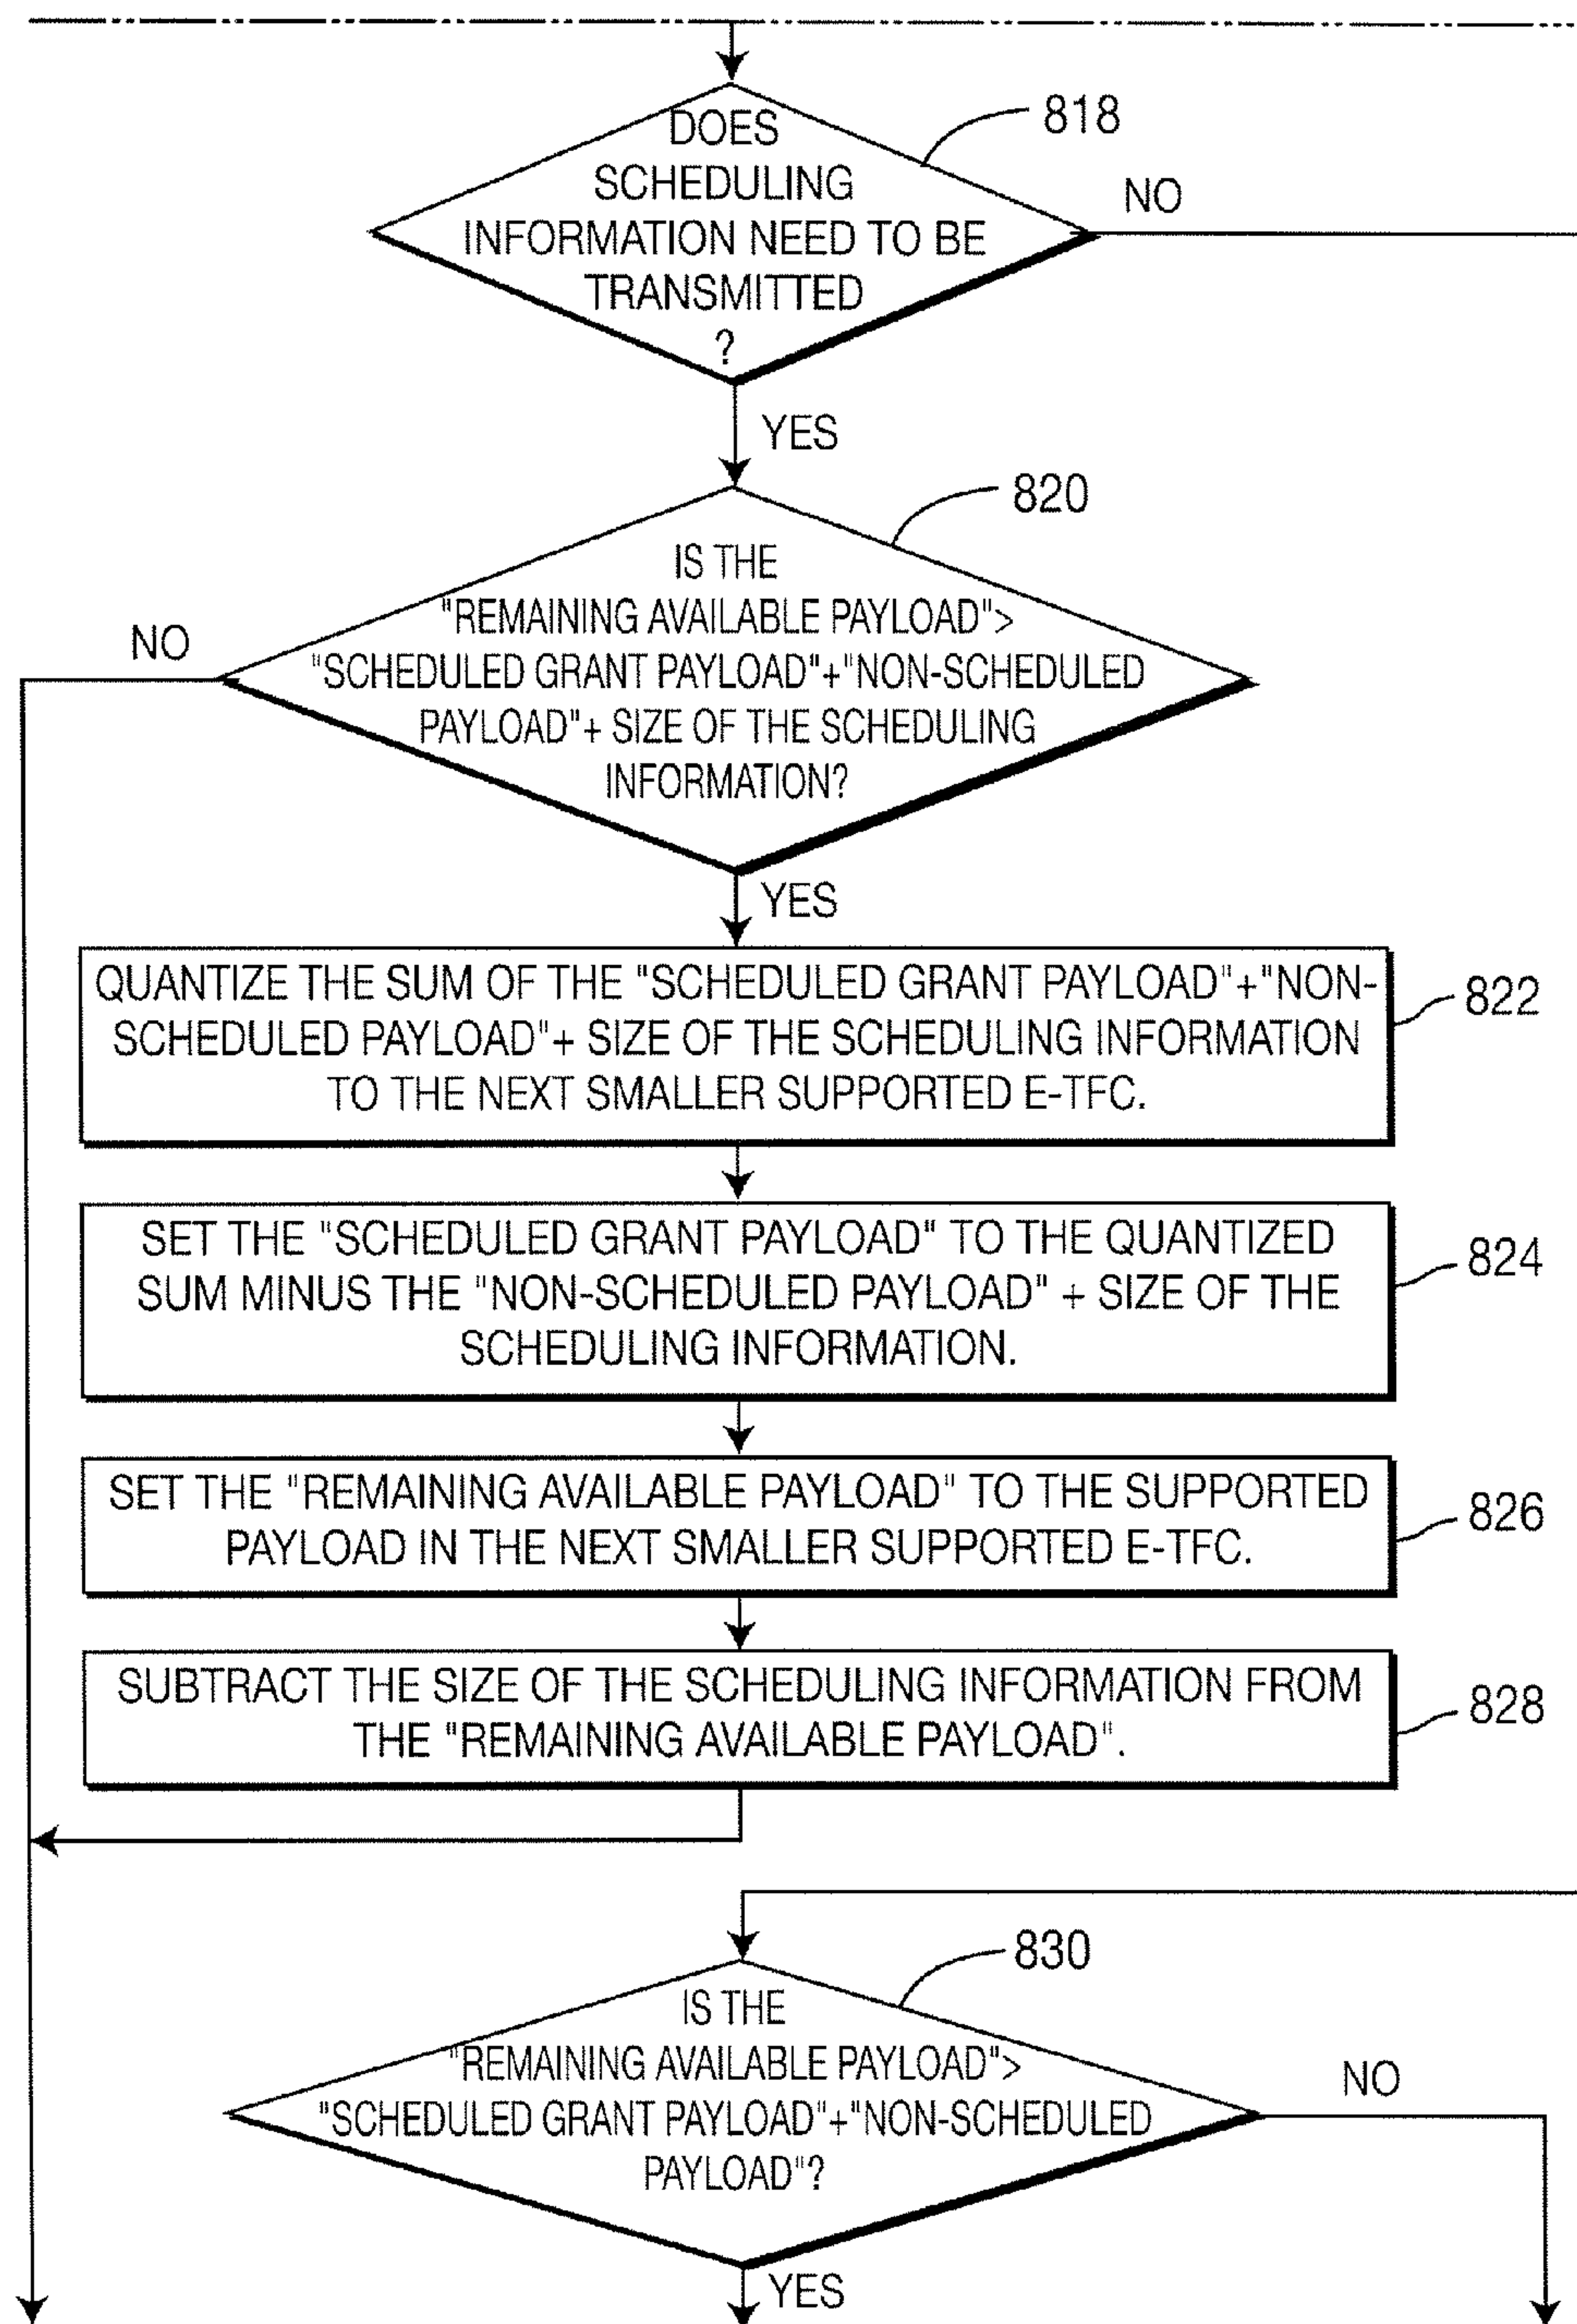 DOES
SCHEDULING
INFORMATION NEED TO BE
TRANSMITTED
?
818
NO
YES
820
IS THE
"REMAINING AVAILABLE PAYLOAD">
"SCHEDULED GRANT PAYLOAD"+"NON-SCHEDULED
PAYLOAD"+ SIZE OF THE SCHEDULING
INFORMATION?
NO
YES
QUANTIZE THE SUM OF THE "SCHEDULED GRANT PAYLOAD"+"NON-
SCHEDULED PAYLOAD"+ SIZE OF THE SCHEDULING INFORMATION
TO THE NEXT SMALLER SUPPORTED E-TFC.
822
SET THE "SCHEDULED GRANT PAYLOAD" TO THE QUANTIZED
SUM MINUS THE "NON-SCHEDULED PAYLOAD" + SIZE OF THE
SCHEDULING INFORMATION.
824
SET THE "REMAINING AVAILABLE PAYLOAD" TO THE SUPPORTED
PAYLOAD IN THE NEXT SMALLER SUPPORTED E-TFC.
826
SUBTRACT THE SIZE OF THE SCHEDULING INFORMATION FROM
THE "REMAINING AVAILABLE PAYLOAD".
828
830
IS THE
"REMAINING AVAILABLE PAYLOAD">
"SCHEDULED GRANT PAYLOAD"+"NON-SCHEDULED
PAYLOAD"?
NO
YES